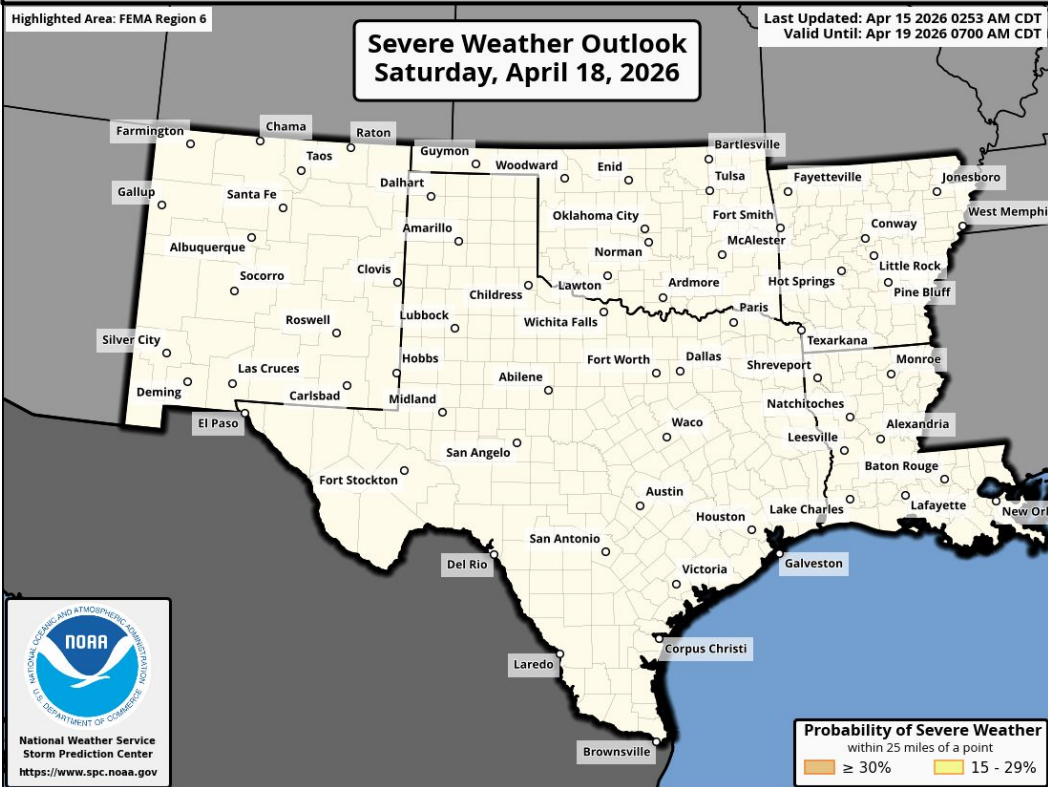 Highlighted Area: FEMA Region 6
Last Updated: Apr 15 2026 0253 AM CDT
Valid Until: Apr 19 2026 0700 AM CDT
Severe Weather Outlook
Saturday, April 18, 2026
Farmington
Chama
Raton
Taos
Guymon
Woodward
Enid
Bartlesville
Tulsa
Fayetteville
Jonesboro
Gallup
Santa Fe
Dalhart
Oklahoma City
Fort Smith
West Memphi
Albuquerque
Amarillo
Norman
McAlester
Conway
Socorro
Clovis
Childress
Lawton
Ardmore
Hot Springs
Little Rock
Pine Bluff
Roswell
Lubbock
Wichita Falls
Paris
Texarkana
Silver City
Las Cruces
Hobbs
Fort Worth
Dallas
Shreveport
Monroe
Deming
Carlsbad
Midland
Abilene
Natchitoches
El Paso
San Angelo
Waco
Leesville
Alexandria
Fort Stockton
Austin
Baton Rouge
Houston
Lake Charles
Lafayette
New Orl
Del Rio
San Antonio
Victoria
Galveston
Laredo
Corpus Christi
Brownsville
NATIONAL OCEANIC AND ATMOSPHERIC ADMINISTRATION
NOAA
U.S. DEPARTMENT OF COMMERCE
National Weather Service
Storm Prediction Center
https://www.spc.noaa.gov
Probability of Severe Weather
within 25 miles of a point
≥ 30%
15 - 29%